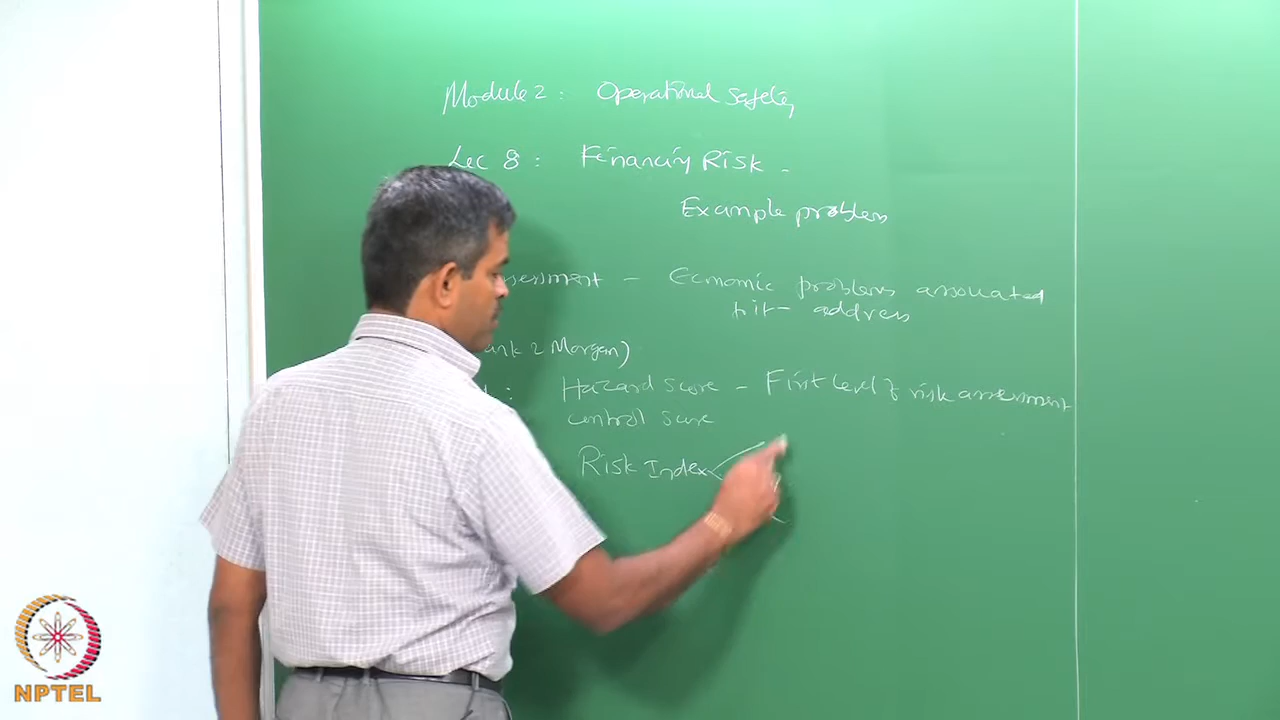 Module 2 : Operational Safety
Lec 8 : Financing Risk -
Example problem
- Economic problems associated
address
2 Morgan)
: Hazard score - First level of risk assessment
control score
Risk Index
NPTEL